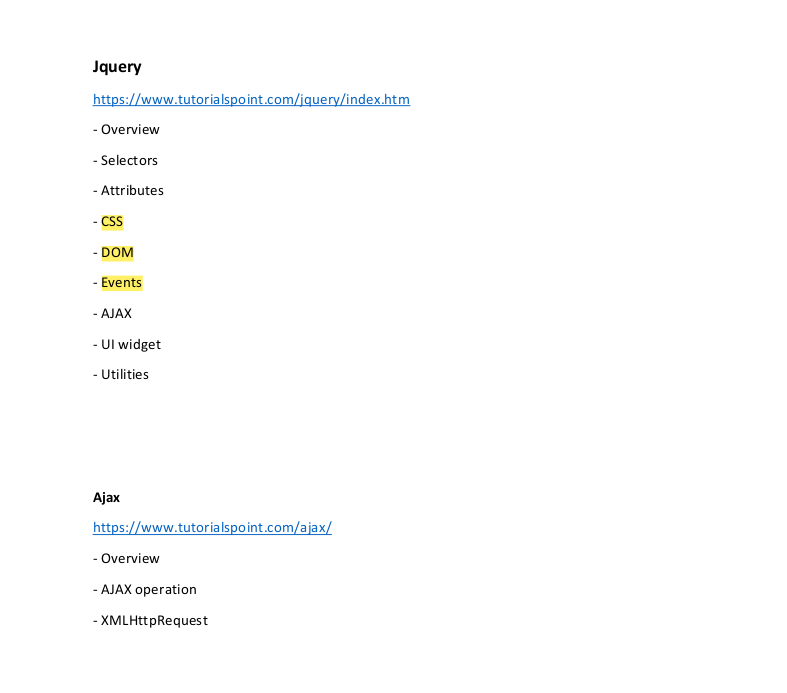 Jquery
https://www.tutorialspoint.com/jquery/index.htm
- Overview
- Selectors
- Attributes
- CSS
- DOM
- Events
- AJAX
- UI widget
- Utilities
Ajax
https://www.tutorialspoint.com/ajax/
- Overview
- AJAX operation
- XMLHttpRequest